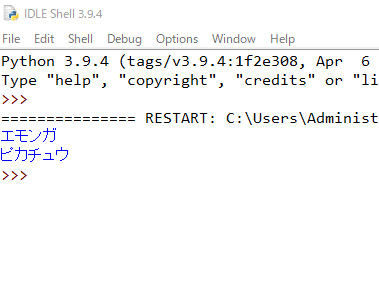 IDLE Shell 3.9.4
File Edit Shell Debug Options Window Help
Python 3.9.4 (tags/v3.9.4:1f2e308, Apr 6
Type "help", "copyright", "credits" or "li
>>>
=============== RESTART: C:\Users\Administ
エモンガ
ピカチュウ
>>>